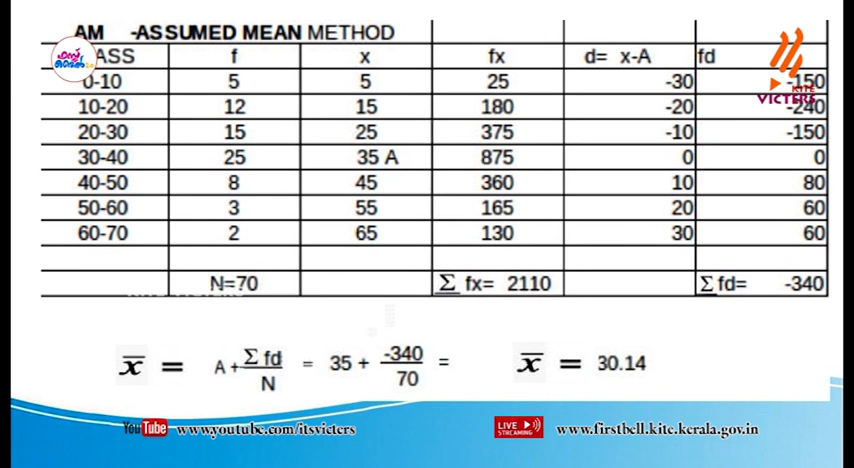 AM -ASSUMED MEAN METHOD
ASS f x fx d= x-A fd
0-10 5 5 25 -30 -150
10-20 12 15 180 -20 -240
20-30 15 25 375 -10 -150
30-40 25 35 A 875 0 0
40-50 8 45 360 10 80
50-60 3 55 165 20 60
60-70 2 65 130 30 60
N=70 Σ fx= 2110 Σ fd= -340
x̅ = A + Σ fd / N = 35 + -340 / 70 = x̅ = 30.14
KITE
VICTERS
YouTube www.youtube.com/itsvicters
LIVE STREAMING www.firstbell.kite.kerala.gov.in